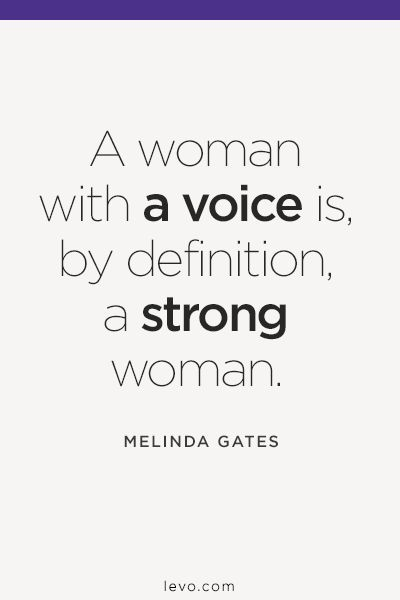 A woman
with a voice is,
by definition,
a strong
woman.
MELINDA GATES
levo.com